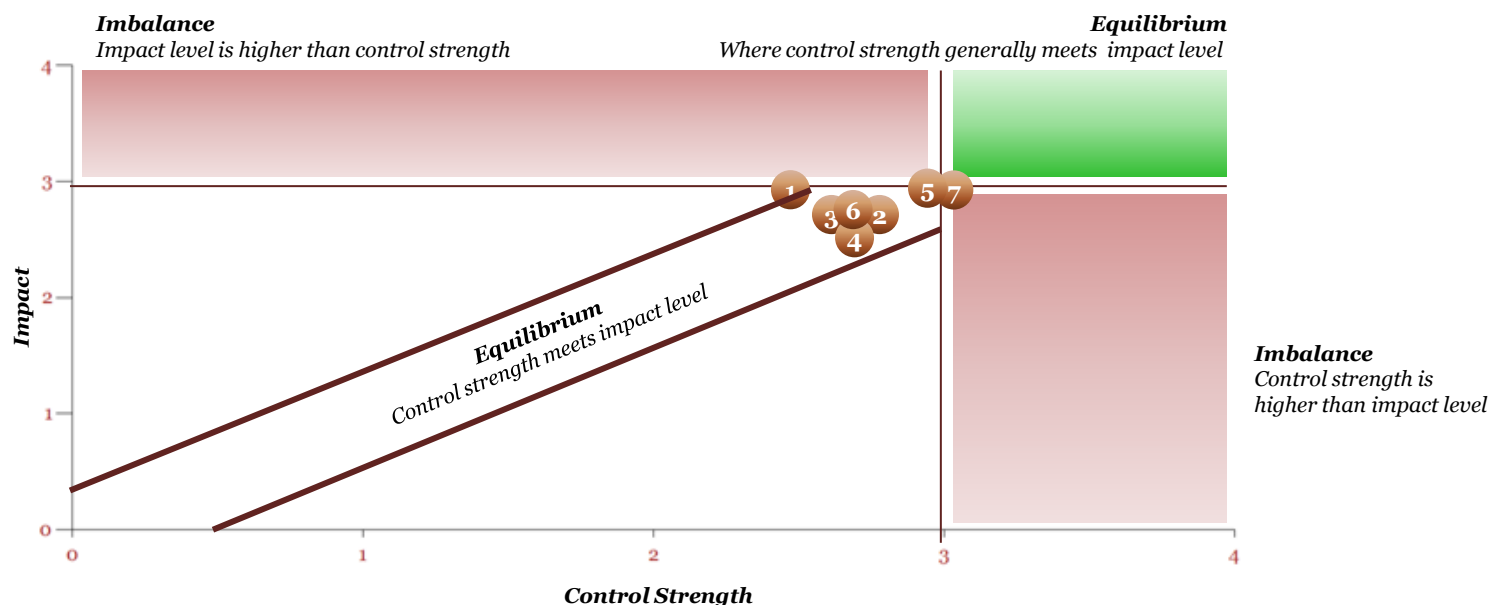 Imbalance
Impact level is higher than control strength
Equilibrium
Where control strength generally meets impact level
4
3
2
1
0
Impact
1
5
7
3
6
2
4
Equilibrium
Control strength meets impact level
Imbalance
Control strength is
higher than impact level
0
1
2
3
4
Control Strength